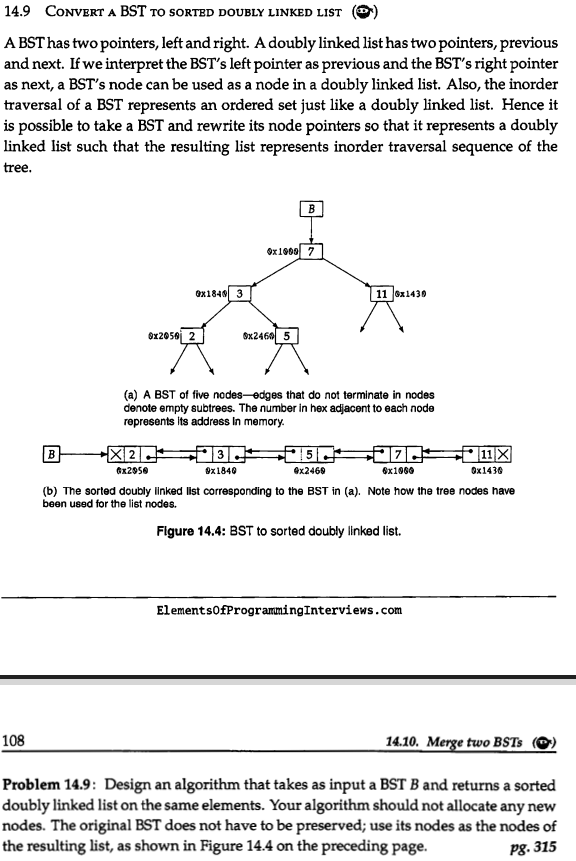 14.9 CONVERT A BST TO SORTED DOUBLY LINKED LIST
A BST has two pointers, left and right. A doubly linked list has two pointers, previous
and next. If we interpret the BST's left pointer as previous and the BST's right pointer
as next, a BST's node can be used as a node in a doubly linked list. Also, the inorder
traversal of a BST represents an ordered set just like a doubly linked list. Hence it
is possible to take a BST and rewrite its node pointers so that it represents a doubly
linked list such that the resulting list represents inorder traversal sequence of the
tree.
B
0x1000 7
0x1840 3 11 0x1430
0x2050 2 0x2460 5
(a) A BST of five nodes—edges that do not terminate in nodes
denote empty subtrees. The number in hex adjacent to each node
represents its address in memory.
B 2 3 5 7 11
0x2050 0x1840 0x2460 0x1000 0x1430
(b) The sorted doubly linked list corresponding to the BST in (a). Note how the tree nodes have
been used for the list nodes.
Figure 14.4: BST to sorted doubly linked list.
ElementsOfProgrammingInterviews.com
108 14.10. Merge two BSTs
Problem 14.9: Design an algorithm that takes as input a BST B and returns a sorted
doubly linked list on the same elements. Your algorithm should not allocate any new
nodes. The original BST does not have to be preserved; use its nodes as the nodes of
the resulting list, as shown in Figure 14.4 on the preceding page. pg. 315